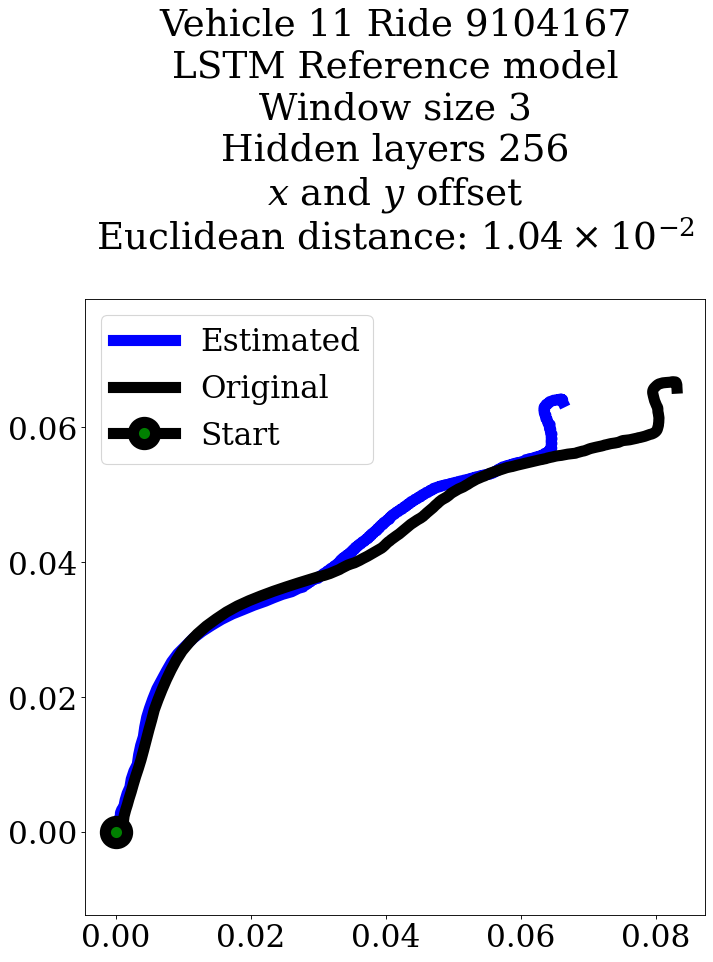 Vehicle 11 Ride 9104167
LSTM Reference model
Window size 3
Hidden layers 256
x and y offset
Euclidean distance: 1.04 × 10⁻²
Estimated
Original
Start
0.06
0.04
0.02
0.00
0.00 0.02 0.04 0.06 0.08